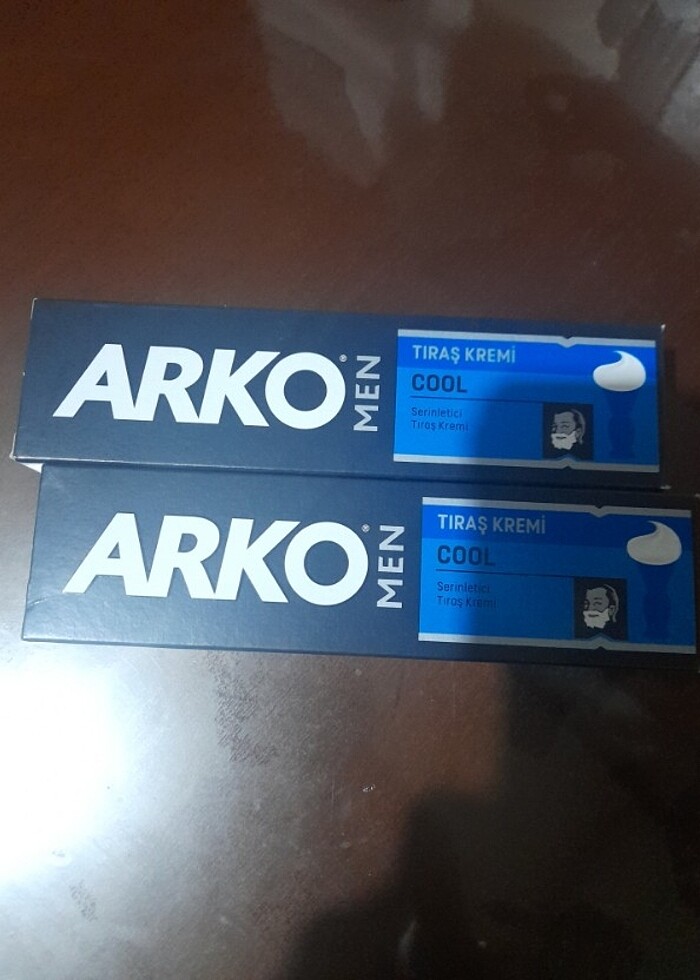 ARKO®
MEN
TIRAŞ KREMİ
COOL
Serinletici
Tıraş Kremi
ARKO®
MEN
TIRAŞ KREMİ
COOL
Serinletici
Tıraş Kremi